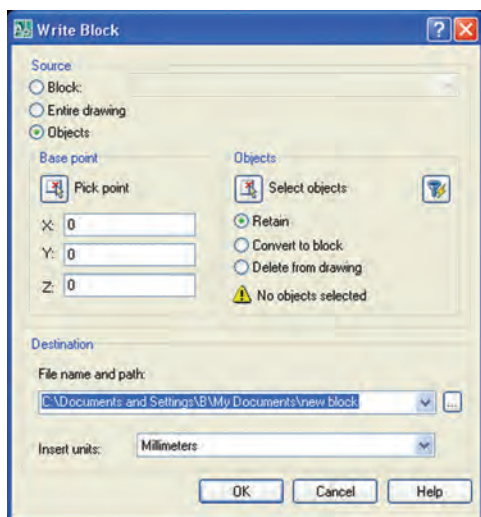 Write Block
Source
Block:
Entire drawing
Objects
Base point
Pick point
X: 0
Y: 0
Z: 0
Objects
Select objects
Retain
Convert to block
Delete from drawing
No objects selected
Destination
File name and path:
C:\Documents and Settings\B\My Documents\new block
...
Insert units: Millimeters
OK Cancel Help